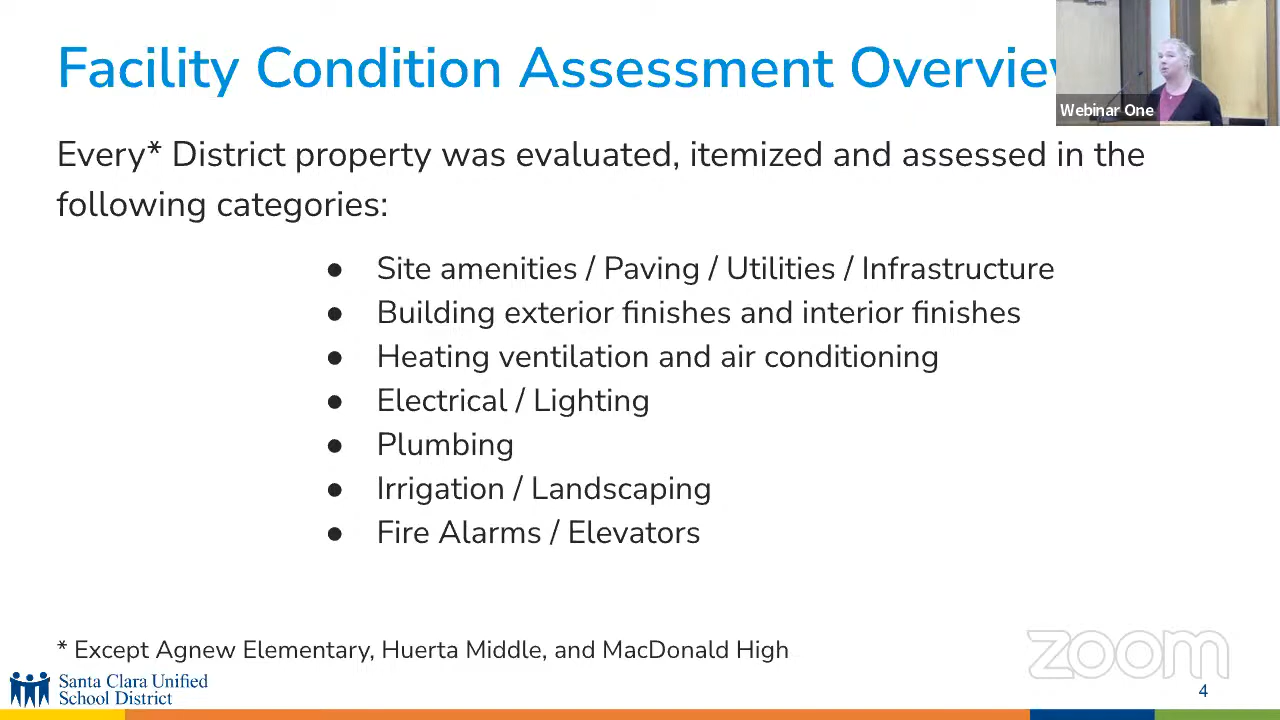 Facility Condition Assessment Overview
Webinar One
Every* District property was evaluated, itemized and assessed in the
following categories:
● Site amenities / Paving / Utilities / Infrastructure
● Building exterior finishes and interior finishes
● Heating ventilation and air conditioning
● Electrical / Lighting
● Plumbing
● Irrigation / Landscaping
● Fire Alarms / Elevators
* Except Agnew Elementary, Huerta Middle, and MacDonald High
zoom
Santa Clara Unified
School District
4